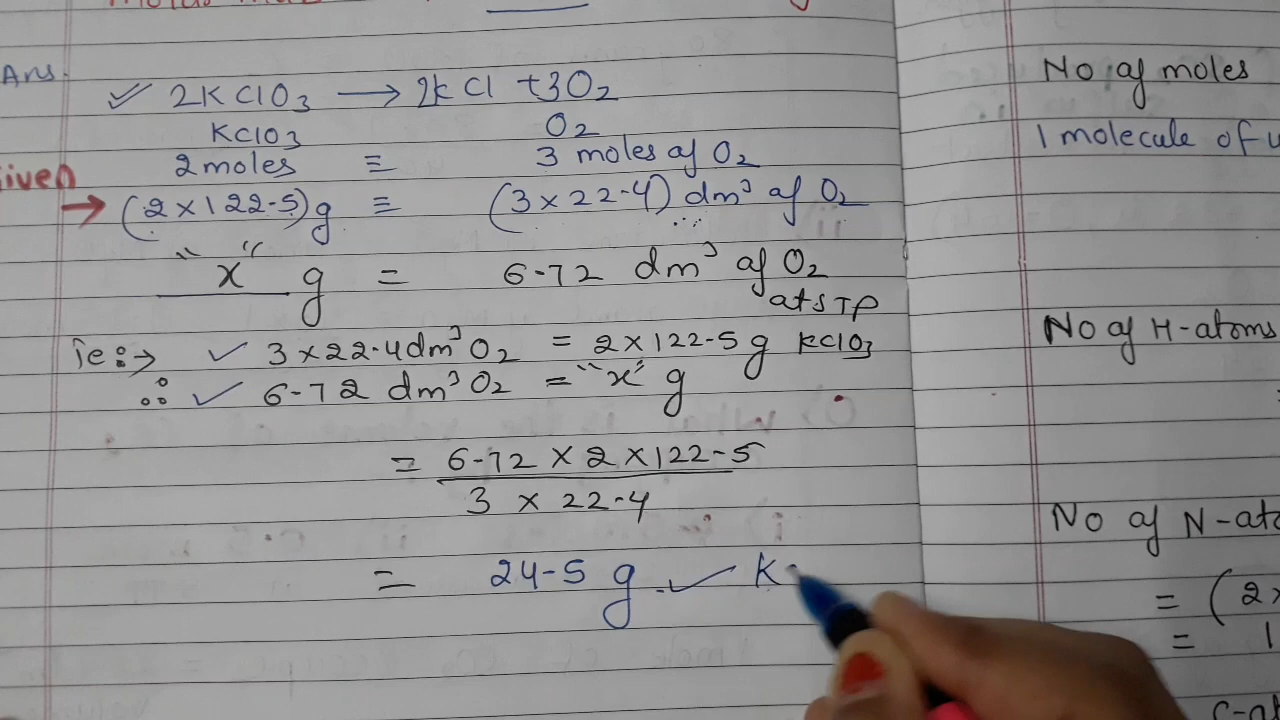 Ans.
✓ 2KClO3 → 2KCl + 3O2
KClO3 O2
2 moles ≡ 3 moles of O2
Given
→ (2 × 122-5)g ≡ (3 × 22-4) dm³ of O2
"x" g = 6-72 dm³ of O2
at STP
ie :→ ✓ 3 × 22.4 dm³ O2 = 2 × 122-5 g KClO3
∴ ✓ 6-72 dm³ O2 = "x" g
= 6-72 × 2 × 122-5
3 × 22-4
= 24-5 g. ✓ K
No of moles
1 molecule of
No of H-atoms
No of N-ato
= (2×
= 1
C-at